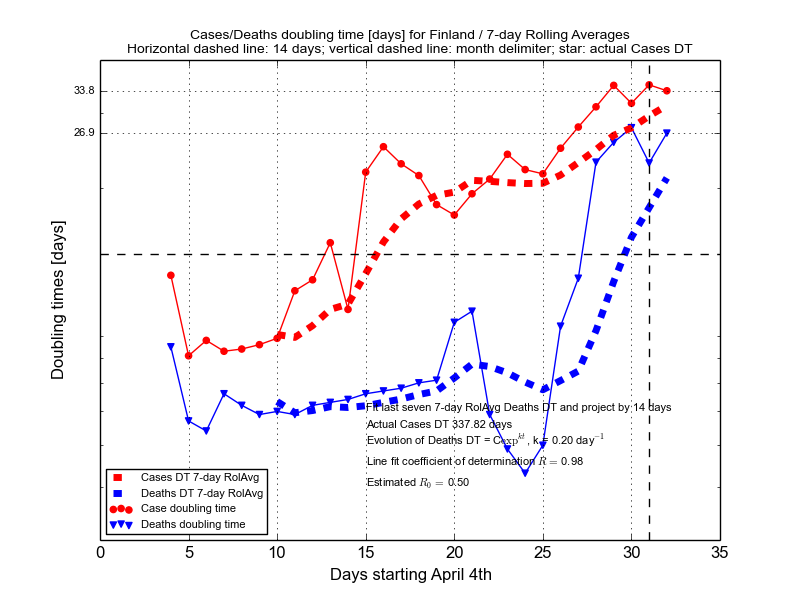 Cases/Deaths doubling time [days] for Finland / 7-day Rolling Averages
Horizontal dashed line: 14 days; vertical dashed line: month delimiter; star: actual Cases DT
33.8
26.9
Doubling times [days]
Fit last seven 7-day RolAvg Deaths DT and project by 14 days
Actual Cases DT 337.82 days
Evolution of Deaths DT = Cexp^{kt}, k = 0.20 day^{-1}
Line fit coefficient of determination R = 0.98
Estimated R_0 = 0.50
Cases DT 7-day RolAvg
Deaths DT 7-day RolAvg
Case doubling time
Deaths doubling time
0 5 10 15 20 25 30 35
Days starting April 4th